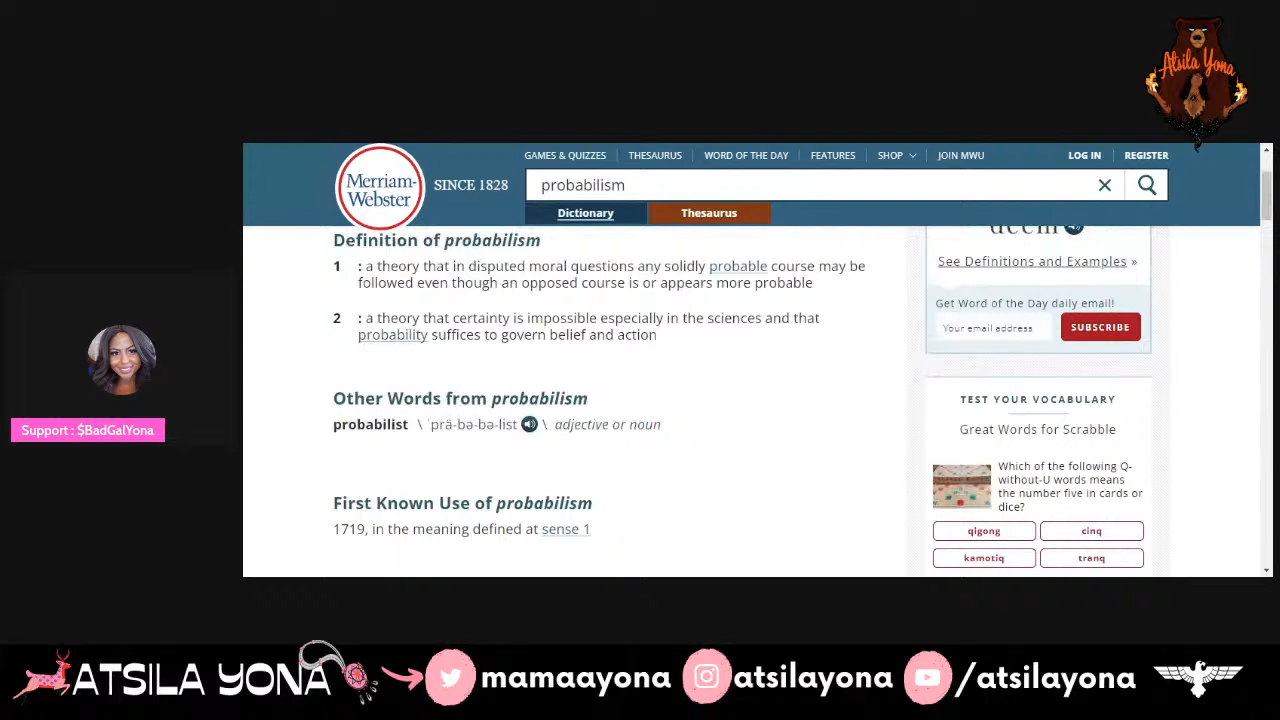 Atsila Yona
GAMES & QUIZZES THESAURUS WORD OF THE DAY FEATURES SHOP JOIN MWU LOG IN REGISTER
Merriam-
Webster
SINCE 1828
probabilism
Dictionary Thesaurus
Definition of probabilism
1 : a theory that in disputed moral questions any solidly probable course may be
followed even though an opposed course is or appears more probable
2 : a theory that certainty is impossible especially in the sciences and that
probability suffices to govern belief and action
Other Words from probabilism
probabilist \ ˈprä-bə-bə-list \ adjective or noun
First Known Use of probabilism
1719, in the meaning defined at sense 1
See Definitions and Examples »
Get Word of the Day daily email!
Your email address SUBSCRIBE
TEST YOUR VOCABULARY
Great Words for Scrabble
Which of the following Q-
without-U words means
the number five in cards or
dice?
qigong cinq
kamotiq tranq
Support : $BadGalYona
ATSILA YONA mamaayona atsilayona /atsilayona